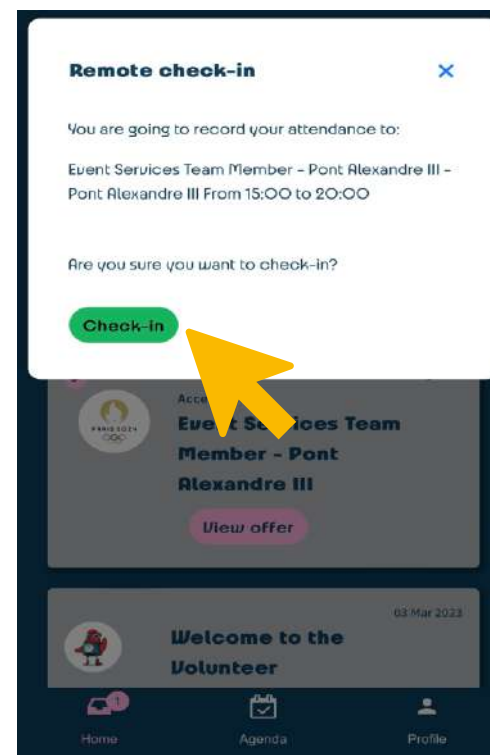 Remote check-in
You are going to record your attendance to:
Event Services Team Member - Pont Alexandre III -
Pont Alexandre III From 15:00 to 20:00
Are you sure you want to check-in?
Check-in
PARIS 2024
Event Services Team
Member - Pont
Alexandre III
View offer
03 Mar 2023
Welcome to the
Volunteer
1
Home
Agenda
Profile